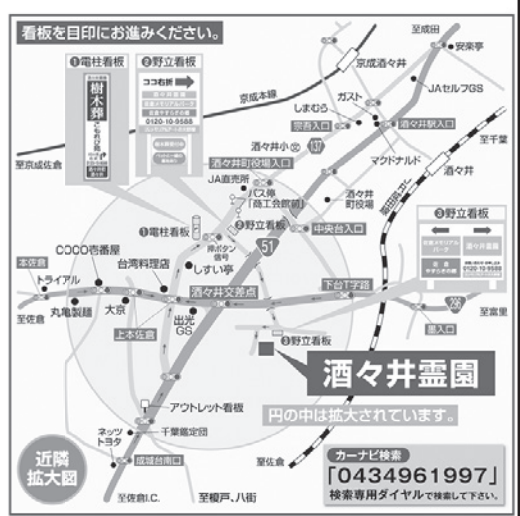 看板を目印にお進みください。
❶電柱看板
❷野立看板
樹木葬
ココ右折
0120-10-9588
至成田
安楽亭
京成酒々井
京成本線
JAセルフGS
ガスト
しまむら
宗吾入口
酒々井駅入口
至千葉
至京成佐倉
酒々井小
137
マクドナルド
酒々井
酒々井町役場入口
JA直売所
バス停
「商工会館前」
酒々井
町役場
❶電柱看板
❷野立看板
押ボタン
信号
中央台入口
51
❸野立看板
COCO壱番屋
しすい亭
本佐倉
トライアル
台湾料理店
酒々井交差点
下台T字路
296
至佐倉
丸亀製麺
大京
出光
GS
至富里
墨入口
上本佐倉
❸野立看板
酒々井霊園
円の中は拡大されています。
アウトレット看板
ネッツ
トヨタ
千葉鑑定団
近隣
拡大図
成城台南口
至佐倉
カーナビ検索
「0434961997」
検索専用ダイヤルで検索して下さい。
至佐倉I.C.
至榎戸、八街